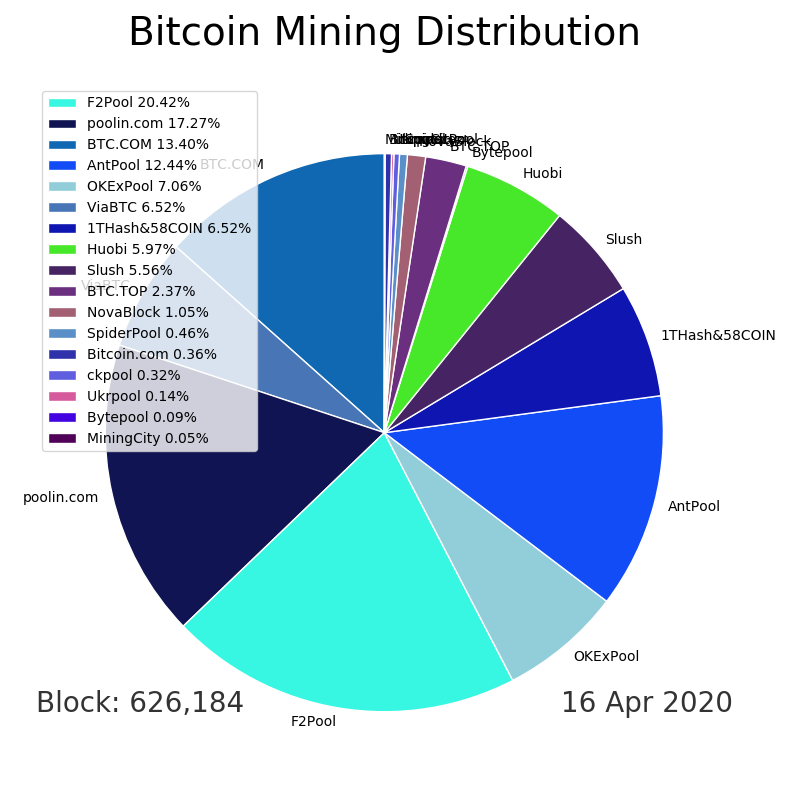 Bitcoin Mining Distribution
F2Pool 20.42%
poolin.com 17.27%
BTC.COM 13.40%
AntPool 12.44%
OKExPool 7.06%
ViaBTC 6.52%
1THash&58COIN 6.52%
Huobi 5.97%
Slush 5.56%
BTC.TOP 2.37%
NovaBlock 1.05%
SpiderPool 0.46%
Bitcoin.com 0.36%
ckpool 0.32%
Ukrpool 0.14%
Bytepool 0.09%
MiningCity 0.05%
BTC.TOP
Bytepool
BTC.COM
Huobi
Slush
ViaBTC
1THash&58COIN
poolin.com
AntPool
OKExPool
Block: 626,184
16 Apr 2020
F2Pool